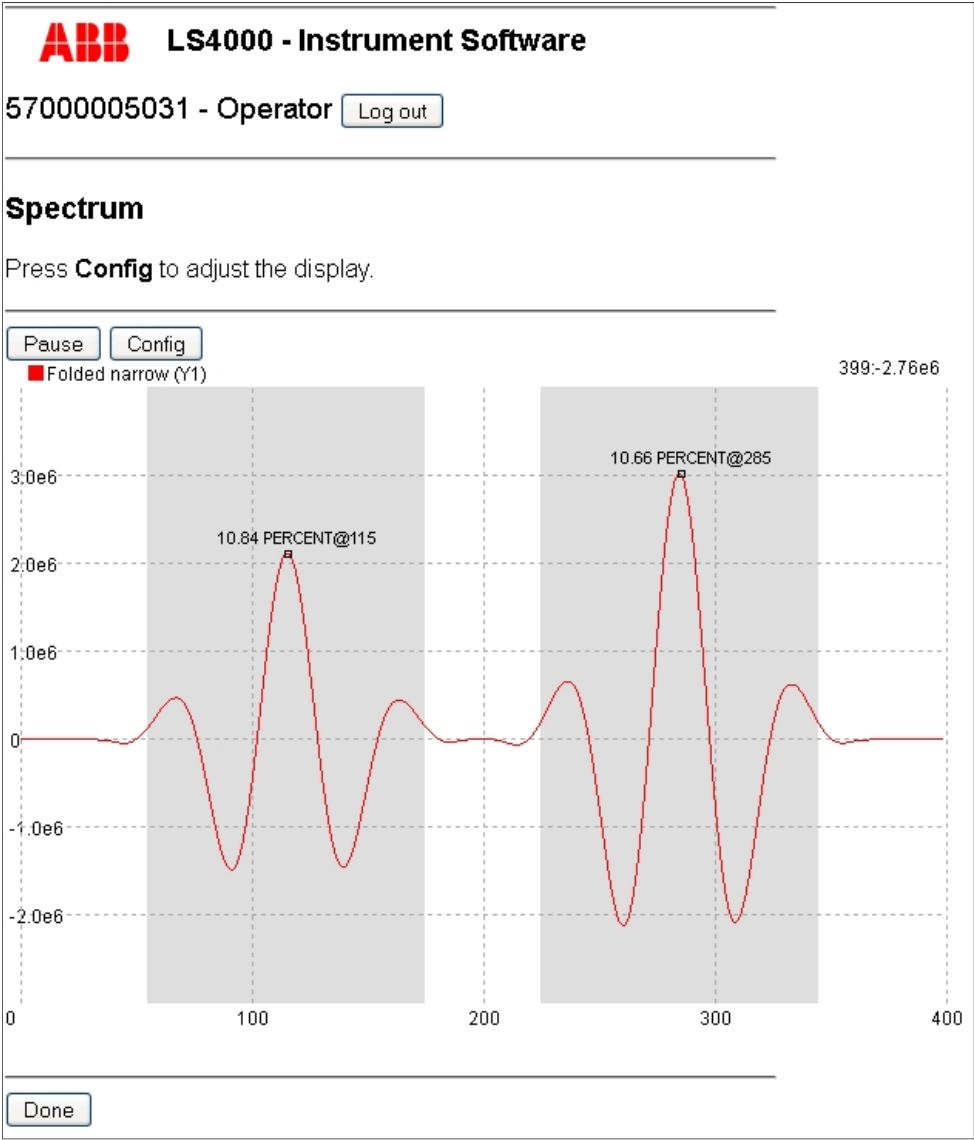 ABB LS4000 - Instrument Software
57000005031 - Operator Log out
Spectrum
Press Config to adjust the display.
Pause Config
Folded narrow (Y1) 399:-2.76e6
10.66 PERCENT@285
3.0e6
10.84 PERCENT@115
2.0e6
1.0e6
0
-1.0e6
-2.0e6
0 100 200 300 400
Done